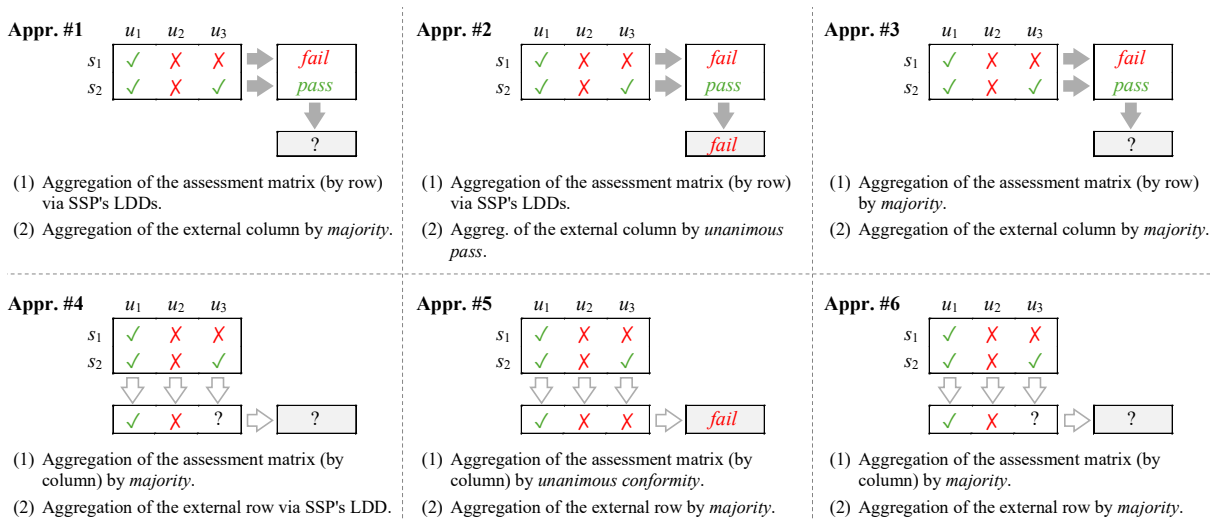 Appr. #1 u1 u2 u3
s1 ✓ ✗ ✗ fail
s2 ✓ ✗ ✓ pass
?
(1) Aggregation of the assessment matrix (by row)
via SSP's LDDs.
(2) Aggregation of the external column by majority.
Appr. #2 u1 u2 u3
s1 ✓ ✗ ✗ fail
s2 ✓ ✗ ✓ pass
fail
(1) Aggregation of the assessment matrix (by row)
via SSP's LDDs.
(2) Aggreg. of the external column by unanimous
pass.
Appr. #3 u1 u2 u3
s1 ✓ ✗ ✗ fail
s2 ✓ ✗ ✓ pass
?
(1) Aggregation of the assessment matrix (by row)
by majority.
(2) Aggregation of the external column by majority.
Appr. #4 u1 u2 u3
s1 ✓ ✗ ✗
s2 ✓ ✗ ✓
✓ ✗ ? ?
(1) Aggregation of the assessment matrix (by
column) by majority.
(2) Aggregation of the external row via SSP's LDD.
Appr. #5 u1 u2 u3
s1 ✓ ✗ ✗
s2 ✓ ✗ ✓
✓ ✗ ✗ fail
(1) Aggregation of the assessment matrix (by
column) by unanimous conformity.
(2) Aggregation of the external row by majority.
Appr. #6 u1 u2 u3
s1 ✓ ✗ ✗
s2 ✓ ✗ ✓
✓ ✗ ? ?
(1) Aggregation of the assessment matrix (by
column) by majority.
(2) Aggregation of the external row by majority.